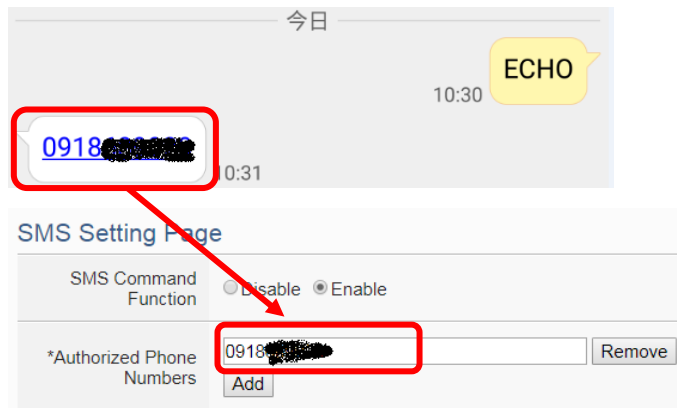 今日
ECHO
10:30
0918
10:31
SMS Setting Page
SMS Command
Function
Disable Enable
*Authorized Phone
Numbers
0918
Remove
Add